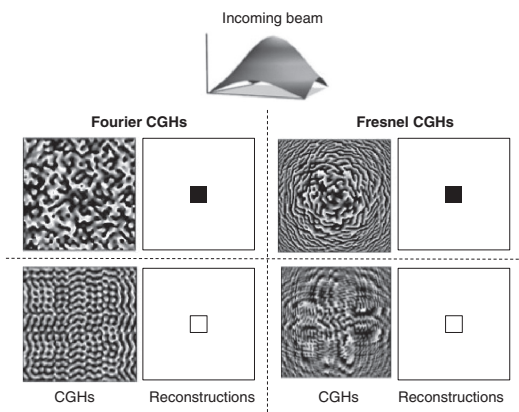 Incoming beam
Fourier CGHs
Fresnel CGHs
CGHs
Reconstructions
CGHs
Reconstructions